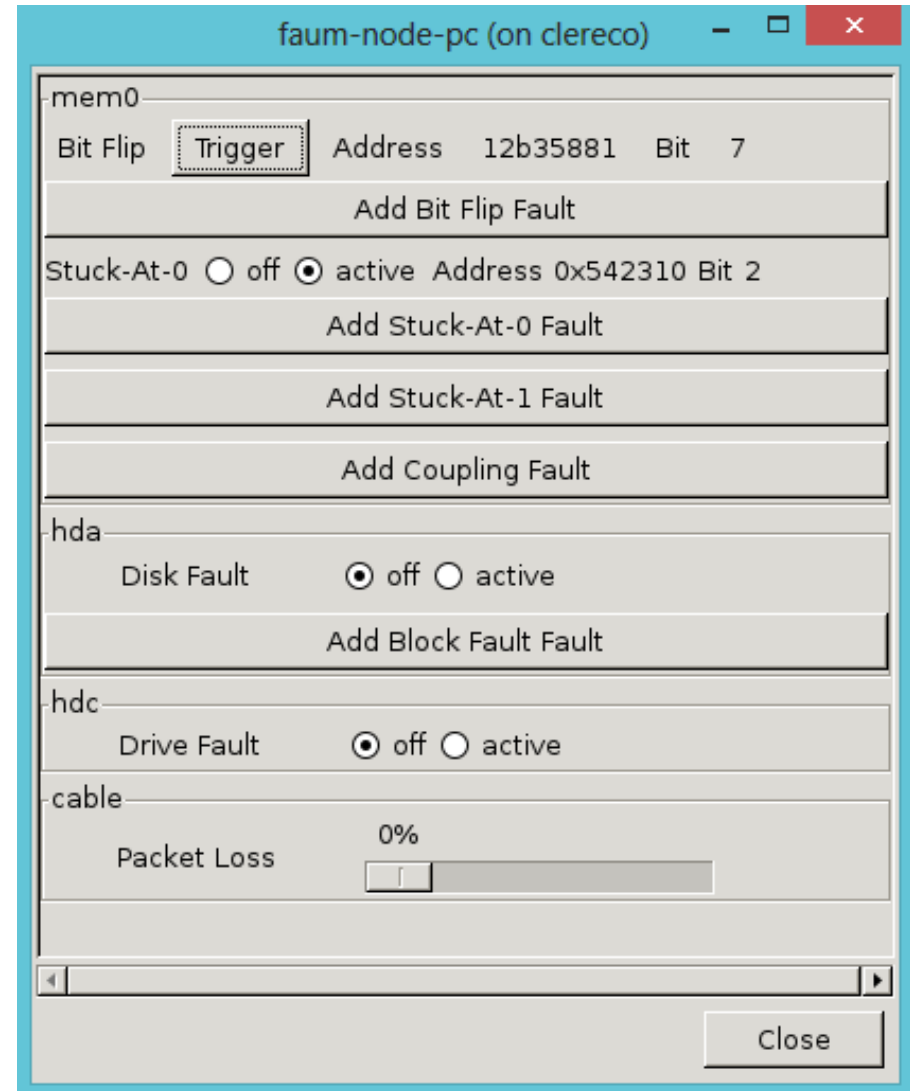 faum-node-pc (on clereco)
mem0
Bit Flip Trigger Address 12b35881 Bit 7
Add Bit Flip Fault
Stuck-At-0 off active Address 0x542310 Bit 2
Add Stuck-At-0 Fault
Add Stuck-At-1 Fault
Add Coupling Fault
hda
Disk Fault off active
Add Block Fault Fault
hdc
Drive Fault off active
cable
0%
Packet Loss
Close